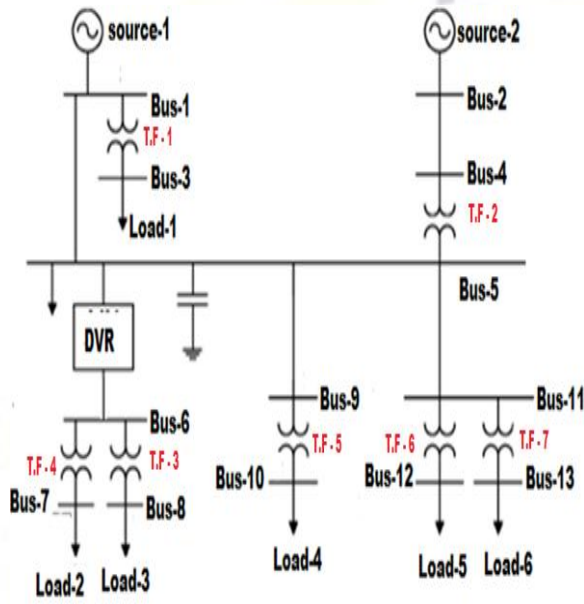 source-1
source-2
Bus-1
Bus-2
T.F-1
Bus-3
Bus-4
Load-1
T.F-2
Bus-5
DVR
Bus-6
Bus-9
Bus-11
T.F-4
T.F-3
T.F-5
T.F-6
T.F-7
Bus-7
Bus-8
Bus-10
Bus-12
Bus-13
Load-2
Load-3
Load-4
Load-5
Load-6